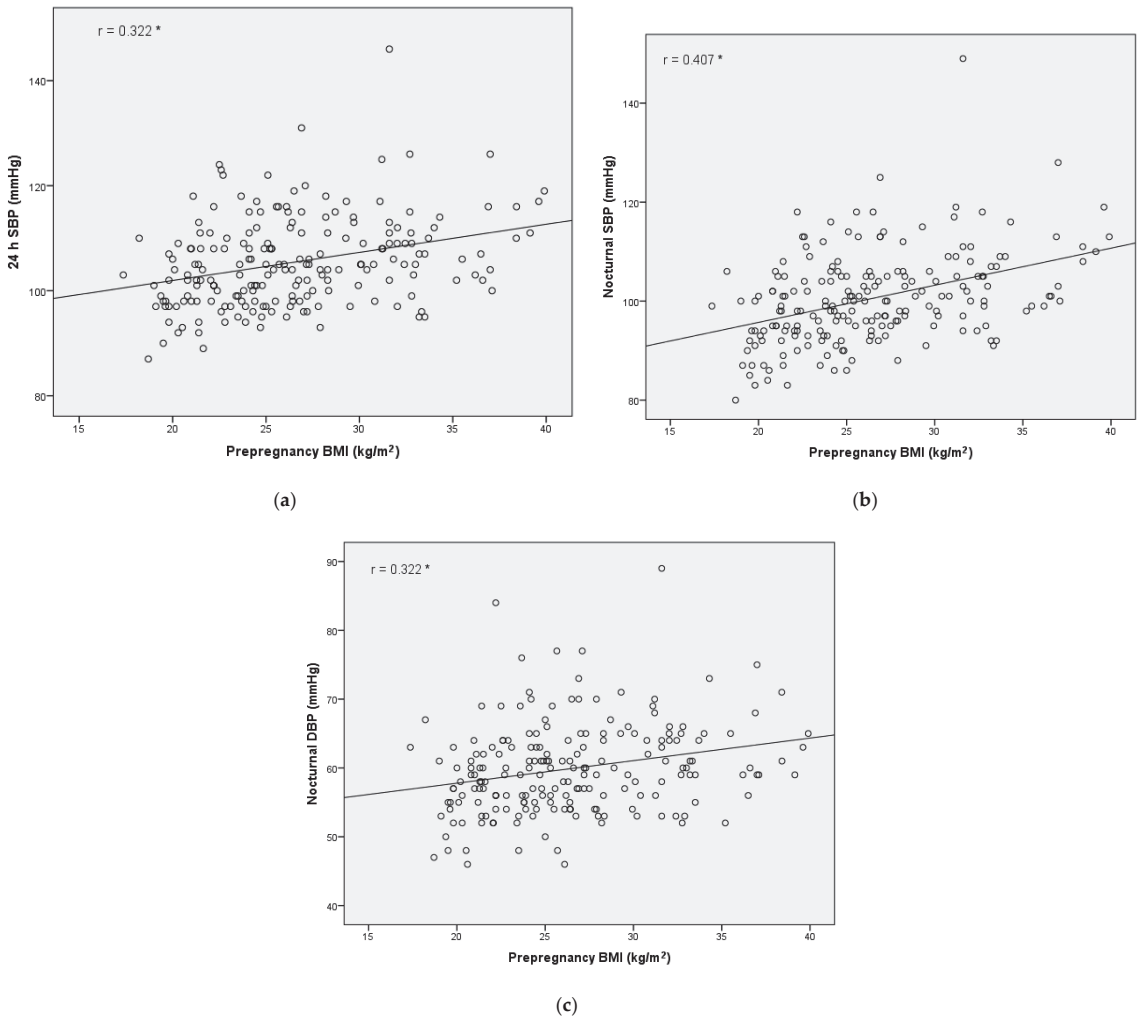 r = 0.322 *
24 h SBP (mmHg)
140
120
100
80
15 20 25 30 35 40
Prepregnancy BMI (kg/m²)
(a)
r = 0.407 *
Nocturnal SBP (mmHg)
140
120
100
80
15 20 25 30 35 40
Prepregnancy BMI (kg/m²)
(b)
r = 0.322 *
Nocturnal DBP (mmHg)
90
80
70
60
50
40
15 20 25 30 35 40
Prepregnancy BMI (kg/m²)
(c)